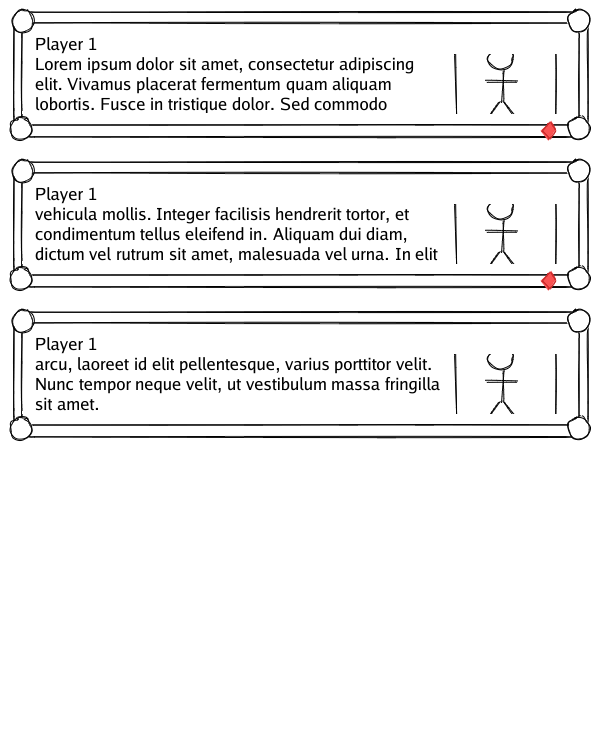 Player 1
Lorem ipsum dolor sit amet, consectetur adipiscing
elit. Vivamus placerat fermentum quam aliquam
lobortis. Fusce in tristique dolor. Sed commodo
Player 1
vehicula mollis. Integer facilisis hendrerit tortor, et
condimentum tellus eleifend in. Aliquam dui diam,
dictum vel rutrum sit amet, malesuada vel urna. In elit
Player 1
arcu, laoreet id elit pellentesque, varius porttitor velit.
Nunc tempor neque velit, ut vestibulum massa fringilla
sit amet.